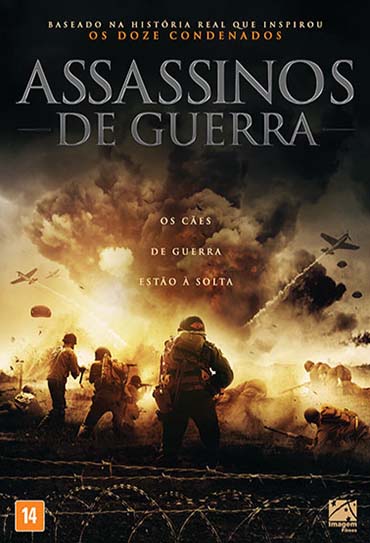 BASEADO NA HISTÓRIA REAL QUE INSPIROU
OS DOZE CONDENADOS
ASSASSINOS
DE GUERRA
OS CÃES
DE GUERRA
ESTÃO À SOLTA
14
Imagem
Filmes